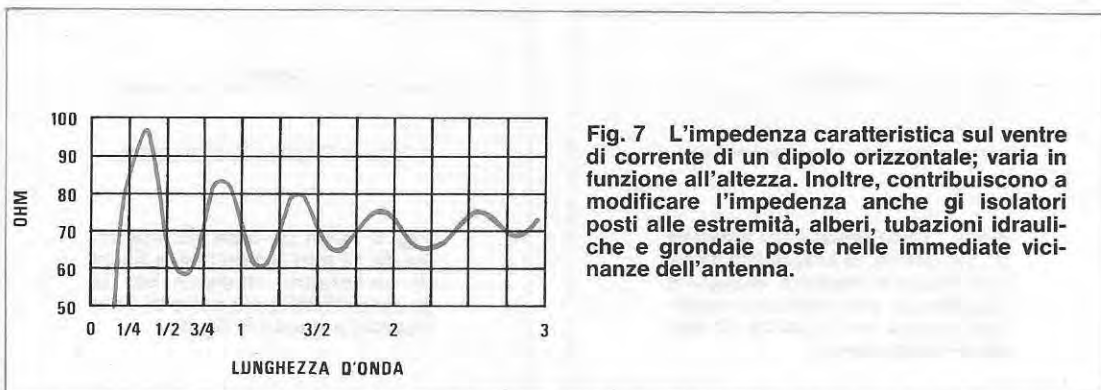 100
90
80
70
60
50
OHM
0 1/4 1/2 3/4 1 3/2 2 3
LUNGHEZZA D'ONDA
Fig. 7 L'impedenza caratteristica sul ventre
di corrente di un dipolo orizzontale; varia in
funzione all'altezza. Inoltre, contribuiscono a
modificare l'impedenza anche gi isolatori
posti alle estremità, alberi, tubazioni idrauli-
che e grondaie poste nelle immediate vici-
nanze dell'antenna.